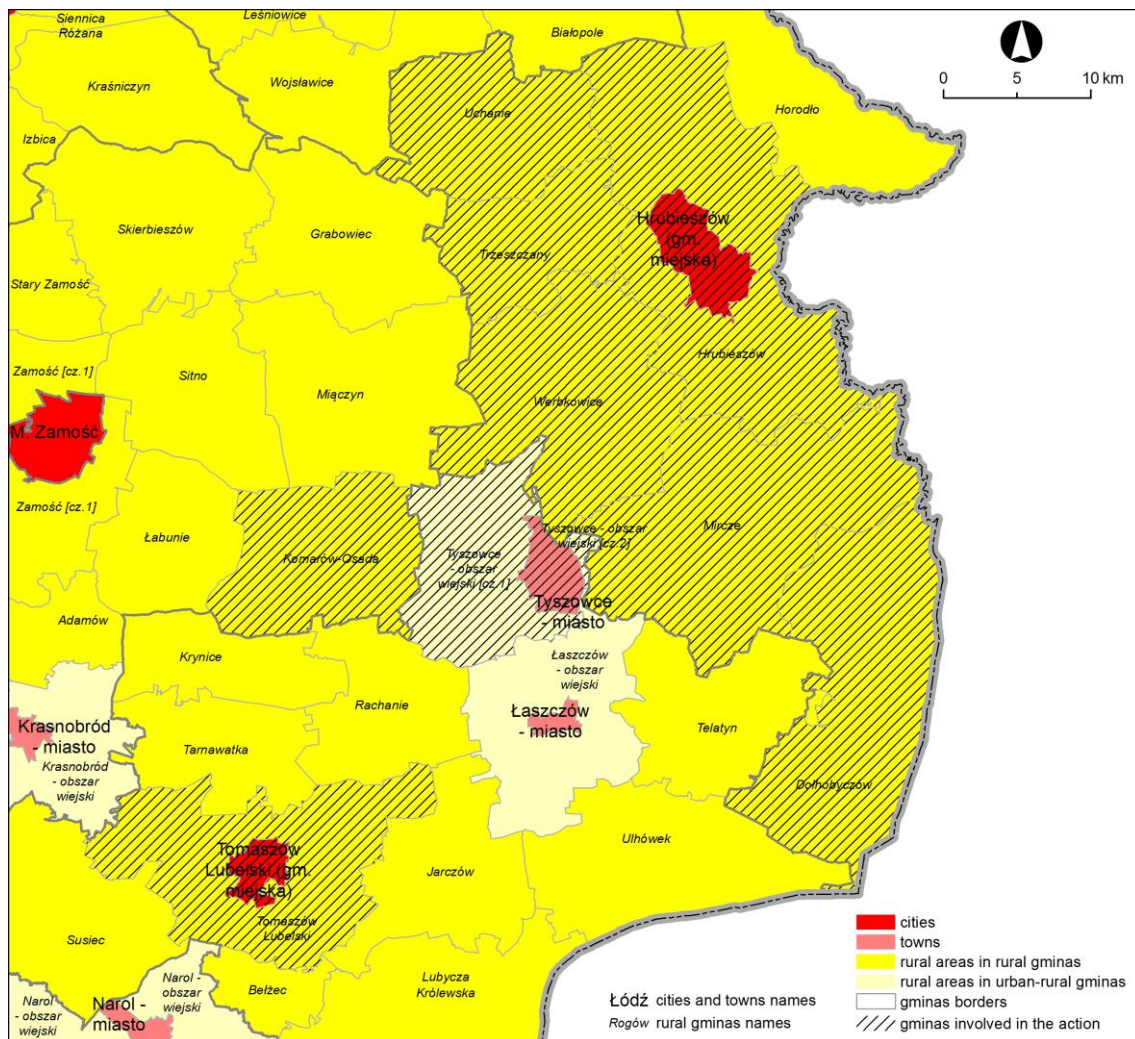 Siennica
Różana
Leśniowice
Białopole
Kraśniczyn
Wojsławice
Uchanie
Horodło
0 5 10 km
Izbica
Skierbieszów
Grabowiec
Trzeszczany
Hrubieszów
(gm.
miejska)
Stary Zamość
Zamość [cz.1]
Sitno
Miączyn
Hrubieszów
Werbkowice
M. Zamość
Zamość [cz.1]
Łabunie
Komarów-Osada
Tyszowce
- obszar
wiejski [cz.1]
Tyszowce - obszar
wiejski [cz.2]
Mircze
Tyszowce
- miasto
Adamów
Krynice
Rachanie
Łaszczów
- obszar
wiejski
Łaszczów
- miasto
Telatyn
Krasnobród
- miasto
Krasnobród - obszar
wiejski
Tarnawatka
Dołhobyczów
Ulhówek
Tomaszów
Lubelski (gm.
miejska)
Jarczów
Tomaszów
Lubelski
Susiec
Narol -
obszar
wiejski
Bełżec
Lubycza
Królewska
Narol
- obszar
wiejski
Narol -
miasto
cities
towns
rural areas in rural gminas
rural areas in urban-rural gminas
gminas borders
gminas involved in the action
Łódź cities and towns names
Rogów rural gminas names